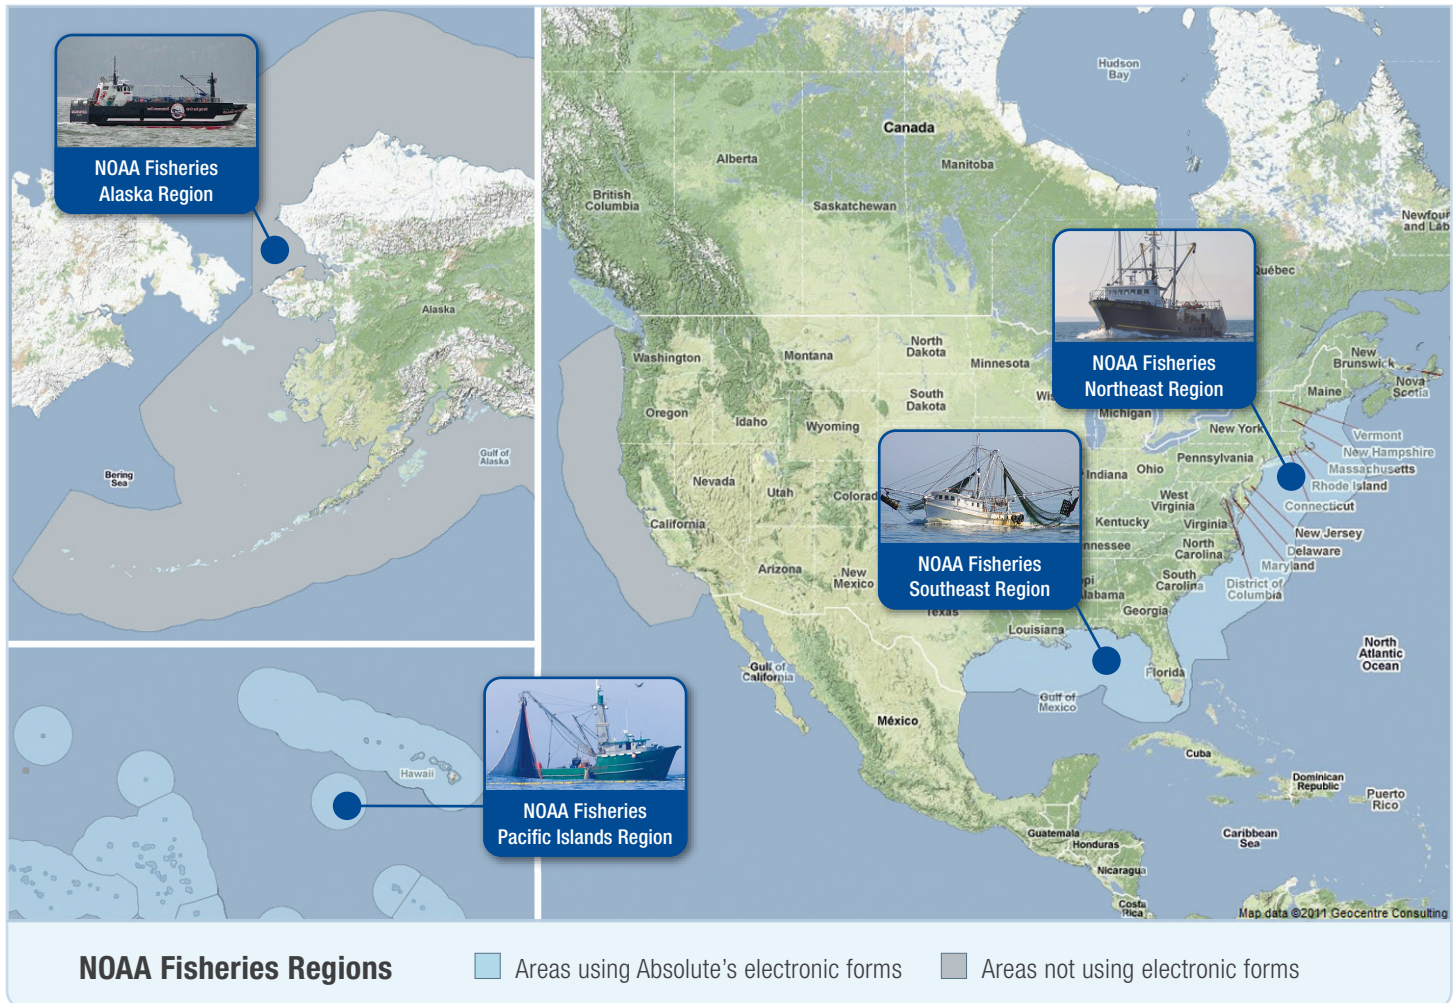 NOAA Fisheries
Alaska Region
Alaska
Bering
Sea
Gulf of
Alaska
Hudson
Bay
Canada
Alberta
Manitoba
British
Columbia
Saskatchewan
Newfour
and Lab
Québec
NOAA Fisheries
Northeast Region
Washington
Montana
North
Dakota
Minnesota
New
Brunswick
Nova
Scotia
Maine
Oregon
Idaho
Wyoming
South
Dakota
Wis
Michigan
New York
Vermont
New Hampshire
Massachusetts
Rhode Island
Connecticut
New Jersey
Delaware
Maryland
District of
Columbia
Nevada
Utah
Colorad
California
Arizona
New
Mexico
Texas
Indiana
Ohio
Pennsylvania
West
Virginia
Kentucky
Virginia
nnessee
North
Carolina
South
Carolina
pi
labama
Georgia
NOAA Fisheries
Southeast Region
Louisiana
Florida
Gulf of
Mexico
Gulf of
California
México
North
Atlantic
Ocean
Cuba
Dominican
Republic
Puerto
Rico
Caribbean
Sea
Guatemala
Honduras
Nicaragua
Costa
Rica
Map data ©2011 Geocentre Consulting
Hawaii
NOAA Fisheries
Pacific Islands Region
NOAA Fisheries Regions
Areas using Absolute's electronic forms
Areas not using electronic forms